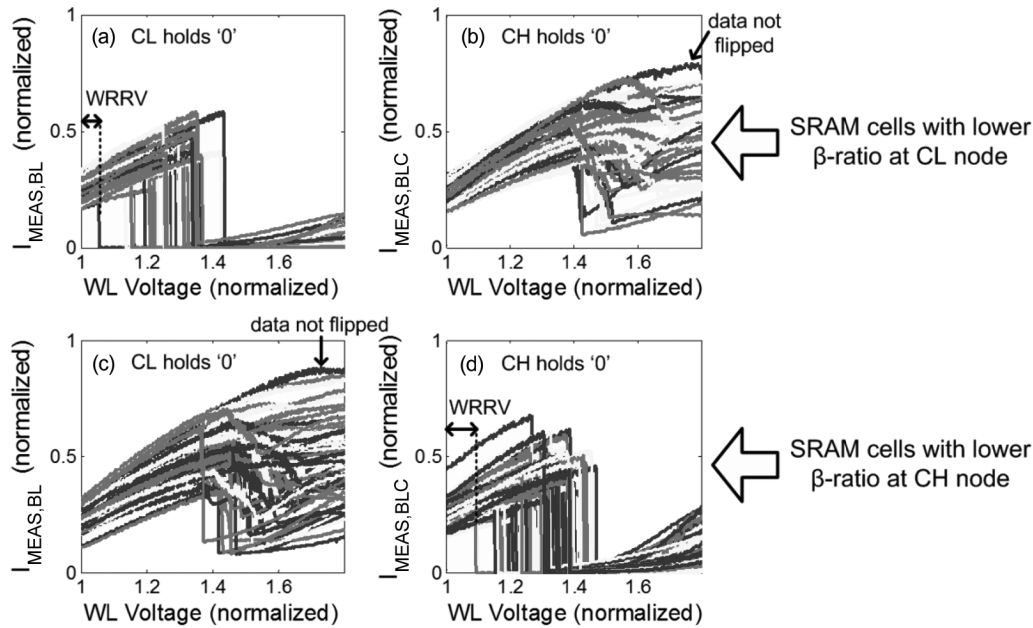 (a) CL holds ‘0’
WRRV
I_MEAS,BL (normalized)
1
0.5
0
1 1.2 1.4 1.6
WL Voltage (normalized)
(b) CH holds ‘0’
data not
flipped
I_MEAS,BLC (normalized)
1
0.5
0
1 1.2 1.4 1.6
WL Voltage (normalized)
SRAM cells with lower
β-ratio at CL node
data not flipped
(c) CL holds ‘0’
I_MEAS,BL (normalized)
1
0.5
0
1 1.2 1.4 1.6
WL Voltage (normalized)
(d) CH holds ‘0’
WRRV
I_MEAS,BLC (normalized)
1
0.5
0
1 1.2 1.4 1.6
WL Voltage (normalized)
SRAM cells with lower
β-ratio at CH node